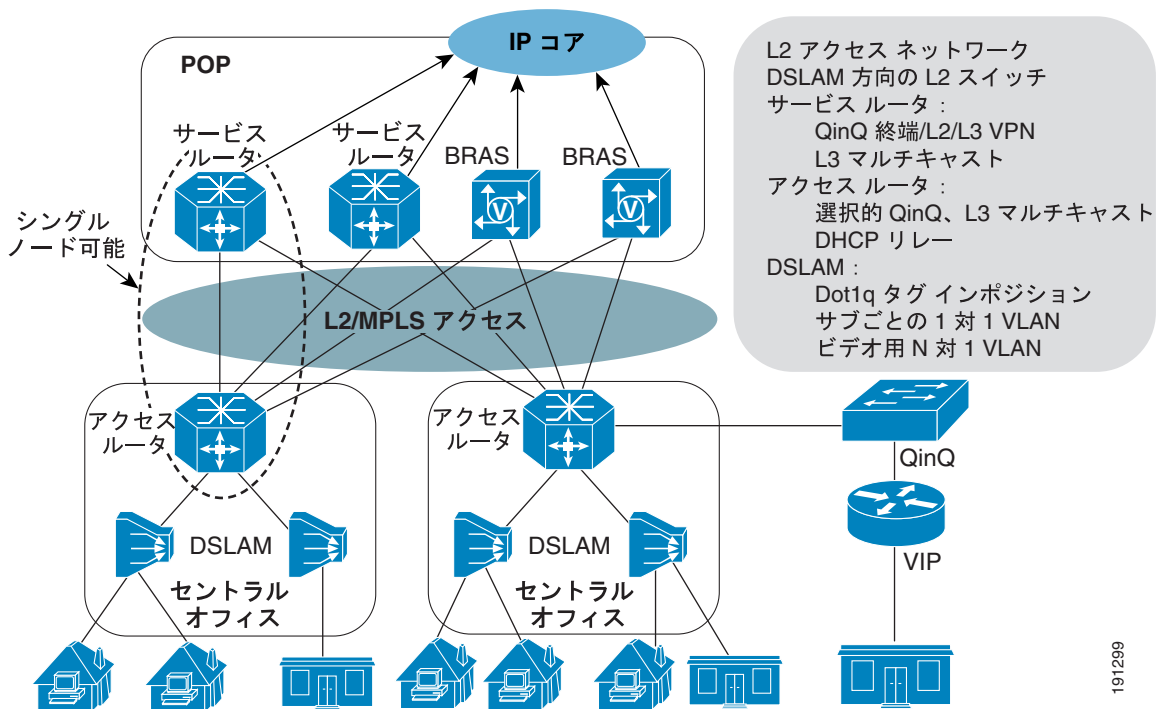 IP コア
POP
サービス
ルータ
サービス
ルータ
BRAS
BRAS
シングル
ノード可能
L2/MPLS アクセス
アクセス
ルータ
アクセス
ルータ
DSLAM
セントラル
オフィス
DSLAM
セントラル
オフィス
QinQ
VIP
L2 アクセス ネットワーク
DSLAM 方向の L2 スイッチ
サービス ルータ：
QinQ 終端/L2/L3 VPN
L3 マルチキャスト
アクセス ルータ：
選択的 QinQ、L3 マルチキャスト
DHCP リレー
DSLAM：
Dot1q タグ インポジション
サブごとの 1 対 1 VLAN
ビデオ用 N 対 1 VLAN
V
V
191299